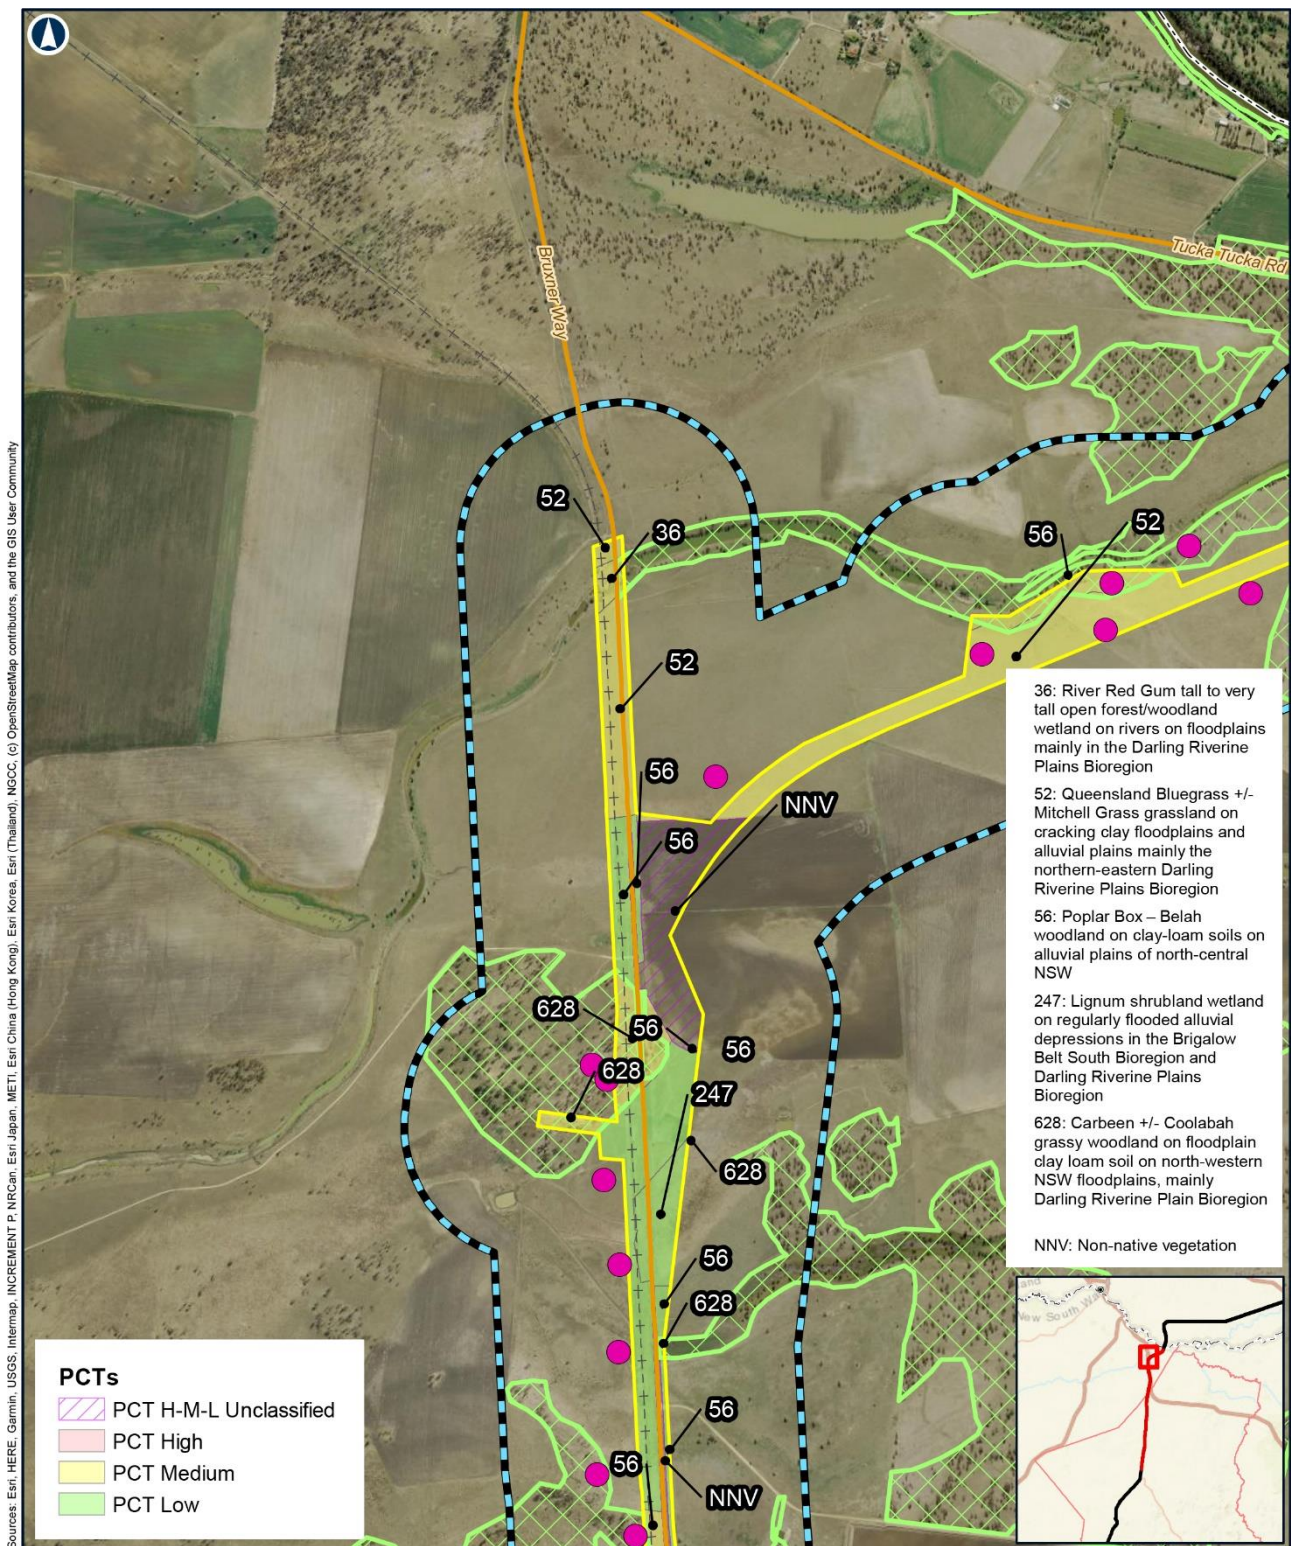 Tucka Tucka Rd
Bruxner Way
52
36
56
52
52
56
NNV
56
628
56
56
628
247
628
56
628
56
56
NNV
36: River Red Gum tall to very
tall open forest/woodland
wetland on rivers on floodplains
mainly in the Darling Riverine
Plains Bioregion
52: Queensland Bluegrass +/-
Mitchell Grass grassland on
cracking clay floodplains and
alluvial plains mainly the
northern-eastern Darling
Riverine Plains Bioregion
56: Poplar Box – Belah
woodland on clay-loam soils on
alluvial plains of north-central
NSW
247: Lignum shrubland wetland
on regularly flooded alluvial
depressions in the Brigalow
Belt South Bioregion and
Darling Riverine Plains
Bioregion
628: Carbeen +/- Coolabah
grassy woodland on floodplain
clay loam soil on north-western
NSW floodplains, mainly
Darling Riverine Plain Bioregion
NNV: Non-native vegetation
New South Wa
PCTs
PCT H-M-L Unclassified
PCT High
PCT Medium
PCT Low
Sources: Esri, HERE, Garmin, USGS, Intermap, INCREMENT P, NRCan, Esri Japan, METI, Esri China (Hong Kong), Esri Korea, Esri (Thailand), NGCC, (c) OpenStreetMap contributors, and the GIS User Community